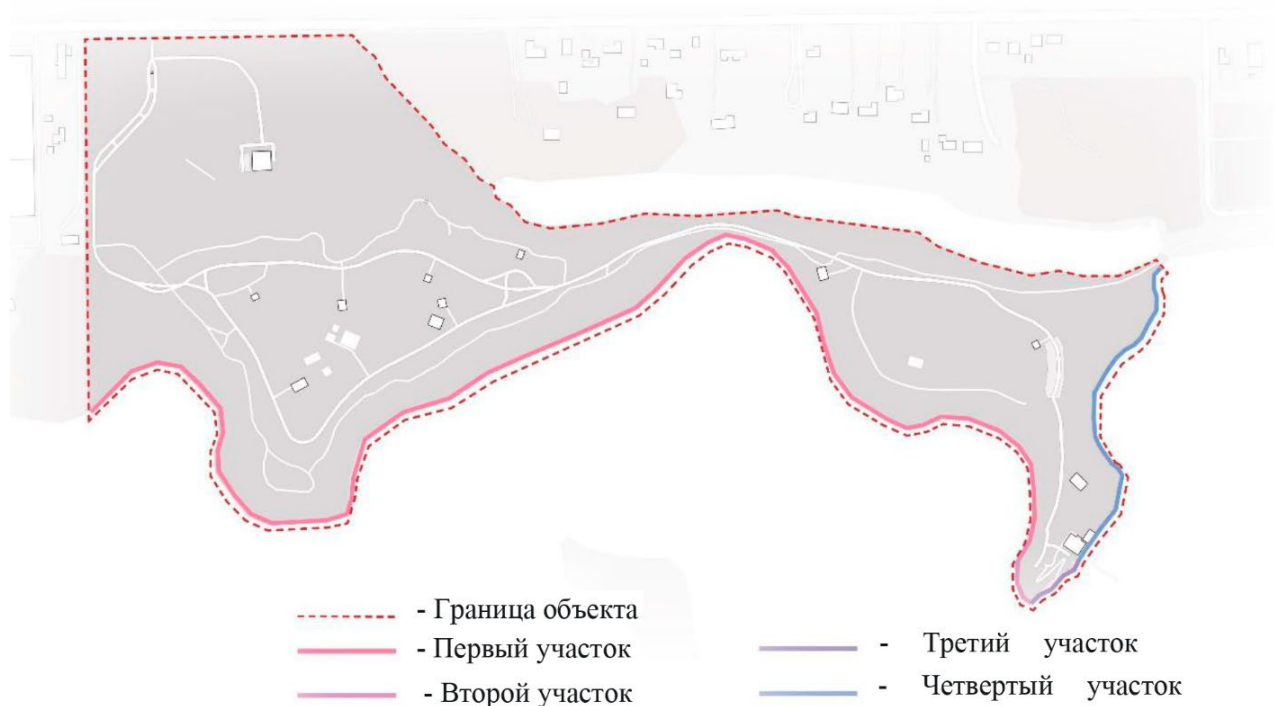 - Граница объекта
- Первый участок
- Второй участок
- Третий участок
- Четвертый участок